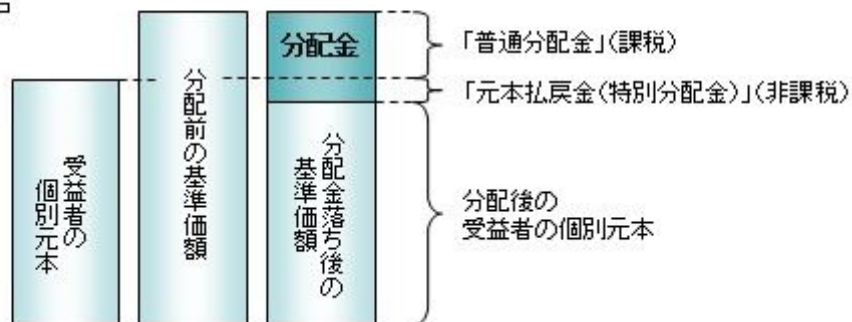 受益者の
個別元本
分配前の基準価額
分配金
分配金落ち後の
基準価額
「普通分配金」(課税)
「元本払戻金(特別分配金)」(非課税)
分配後の
受益者の個別元本